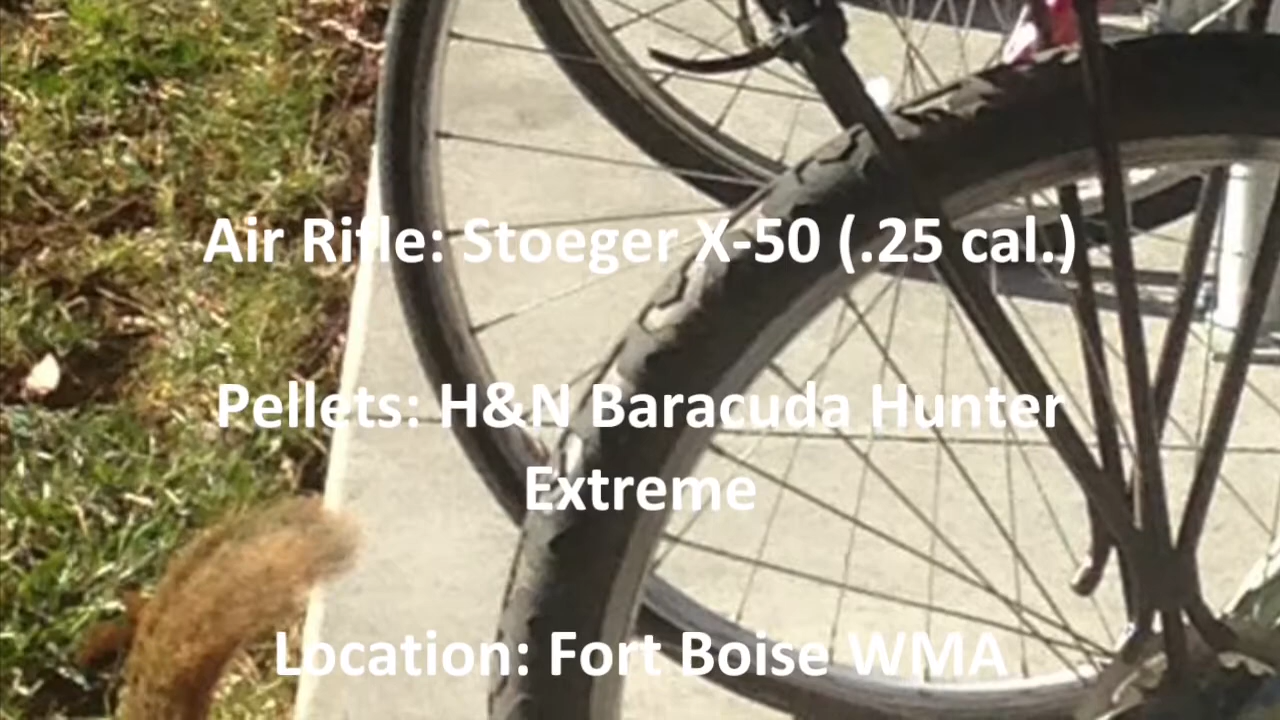 Air Rifle: Stoeger X-50 (.25 cal.)
Pellets: H&N Baracuda Hunter
Extreme
Location: Fort Boise WMA